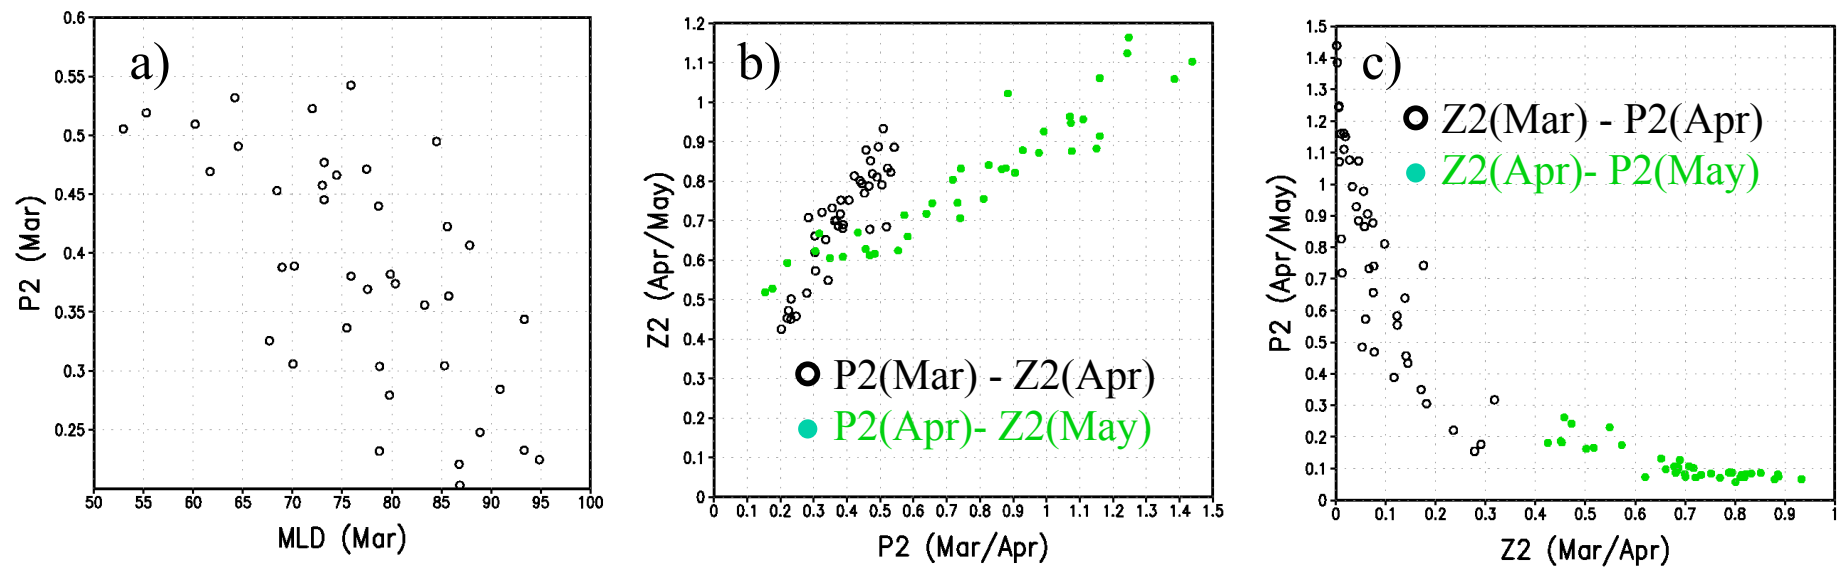 a)
0.6
0.55
0.5
0.45
0.4
0.35
0.3
0.25
P2 (Mar)
50 55 60 65 70 75 80 85 90 95 100
MLD (Mar)
b)
1.2
1.1
1
0.9
0.8
0.7
0.6
0.5
0.4
0.3
0.2
0.1
0
Z2 (Apr/May)
P2(Mar) - Z2(Apr)
P2(Apr)- Z2(May)
0 0.1 0.2 0.3 0.4 0.5 0.6 0.7 0.8 0.9 1 1.1 1.2 1.3 1.4 1.5
P2 (Mar/Apr)
c)
1.5
1.4
1.3
1.2
1.1
1
0.9
0.8
0.7
0.6
0.5
0.4
0.3
0.2
0.1
0
P2 (Apr/May)
Z2(Mar) - P2(Apr)
Z2(Apr)- P2(May)
0 0.1 0.2 0.3 0.4 0.5 0.6 0.7 0.8 0.9 1
Z2 (Mar/Apr)